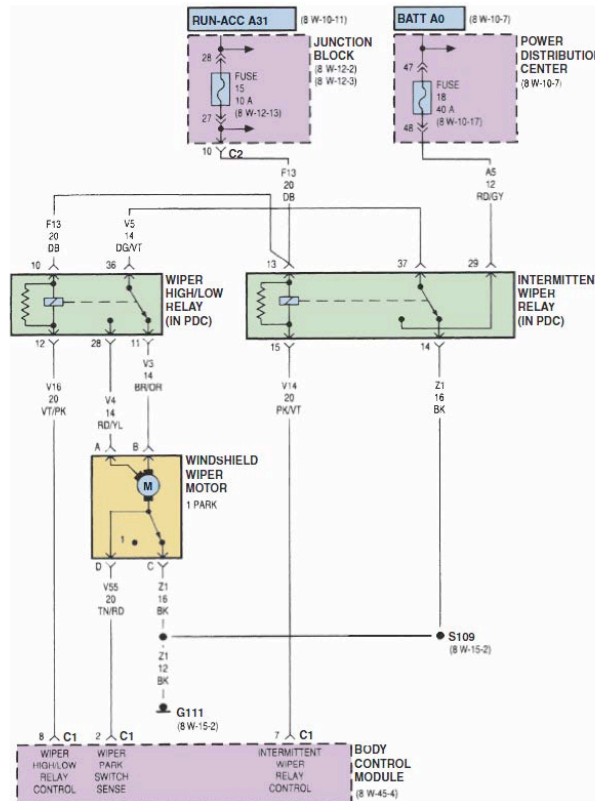 RUN-ACC A31
(8 W-10-11)
BATT A0
(8 W-10-7)
28
FUSE
15
10 A
(8 W-12-13)
27
10
C2
JUNCTION
BLOCK
(8 W-12-2)
(8 W-12-3)
47
FUSE
18
40 A
(8 W-10-17)
48
POWER
DISTRIBUTION
CENTER
(8 W-10-7)
F13
20
DB
A5
12
RD/GY
F13
20
DB
V5
14
DG/VT
10
36
13
37
29
WIPER
HIGH/LOW
RELAY
(IN PDC)
INTERMITTENT
WIPER
RELAY
(IN PDC)
12
28
11
15
14
V16
20
VT/PK
V4
14
RD/YL
V3
14
BR/OR
V14
20
PK/VT
Z1
16
BK
A
B
M
WINDSHIELD
WIPER
MOTOR
1 PARK
1
D
C
V55
20
TN/RD
Z1
16
BK
S109
(8 W-15-2)
Z1
12
BK
G111
(8 W-15-2)
8
C1
2
C1
7
C1
WIPER
HIGH/LOW
RELAY
CONTROL
WIPER
PARK
SWITCH
SENSE
INTERMITTENT
WIPER
RELAY
CONTROL
BODY
CONTROL
MODULE
(8 W-45-4)